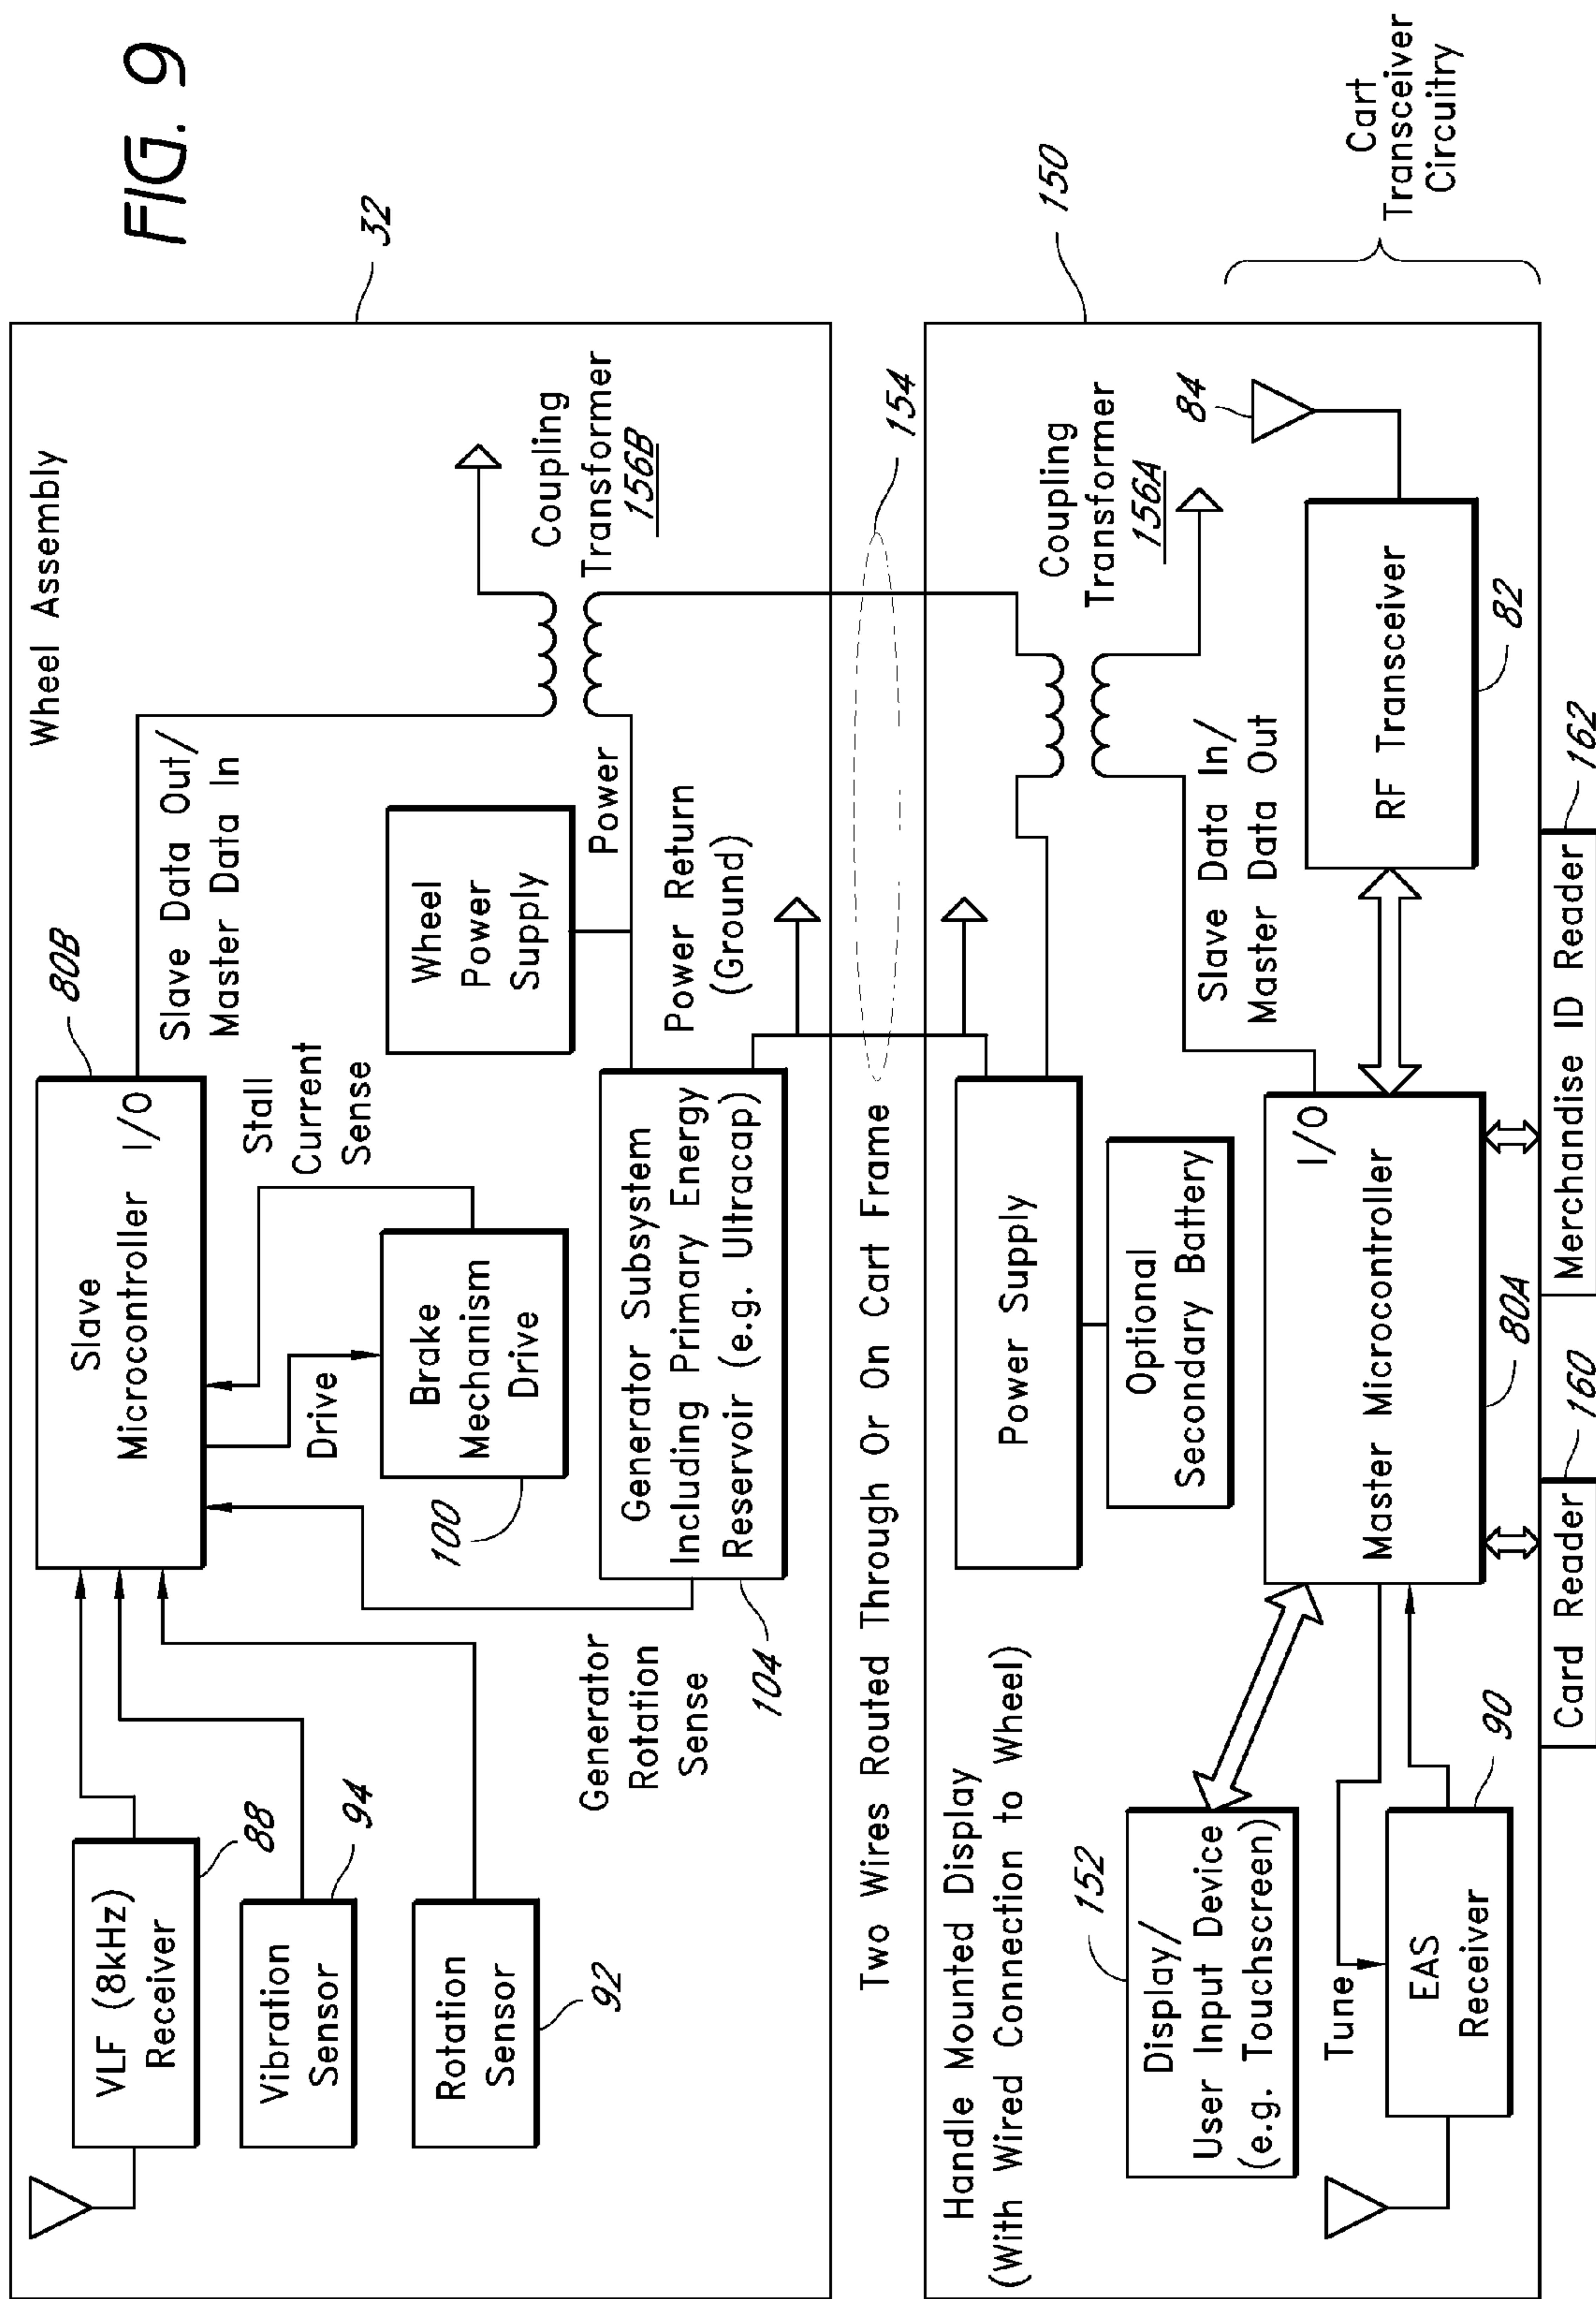 FIG. 9
Wheel Assembly
32
VLF (8kHz)
Receiver
88
Vibration
Sensor
94
Rotation
Sensor
92
Slave
Microcontroller
I/O
80B
Slave Data Out/
Master Data In
Stall
Current
Sense
Drive
Brake
Mechanism
Drive
100
Wheel
Power
Supply
Power
Coupling
Transformer
156B
Generator
Rotation
Sense
Generator Subsystem
Including Primary Energy
Reservoir (e.g. Ultracap)
104
Power Return
(Ground)
Two Wires Routed Through Or On Cart Frame
154
Handle Mounted Display
(With Wired Connection to Wheel)
150
Power Supply
Optional
Secondary Battery
Coupling
Transformer
156A
84
Slave Data In/
Master Data Out
152
Display/
User Input Device
(e.g. Touchscreen)
I/O
Master Microcontroller
80A
RF Transceiver
82
Tune
EAS
Receiver
90
Cart
Transceiver
Circuitry
Card Reader
160
Merchandise ID Reader
162